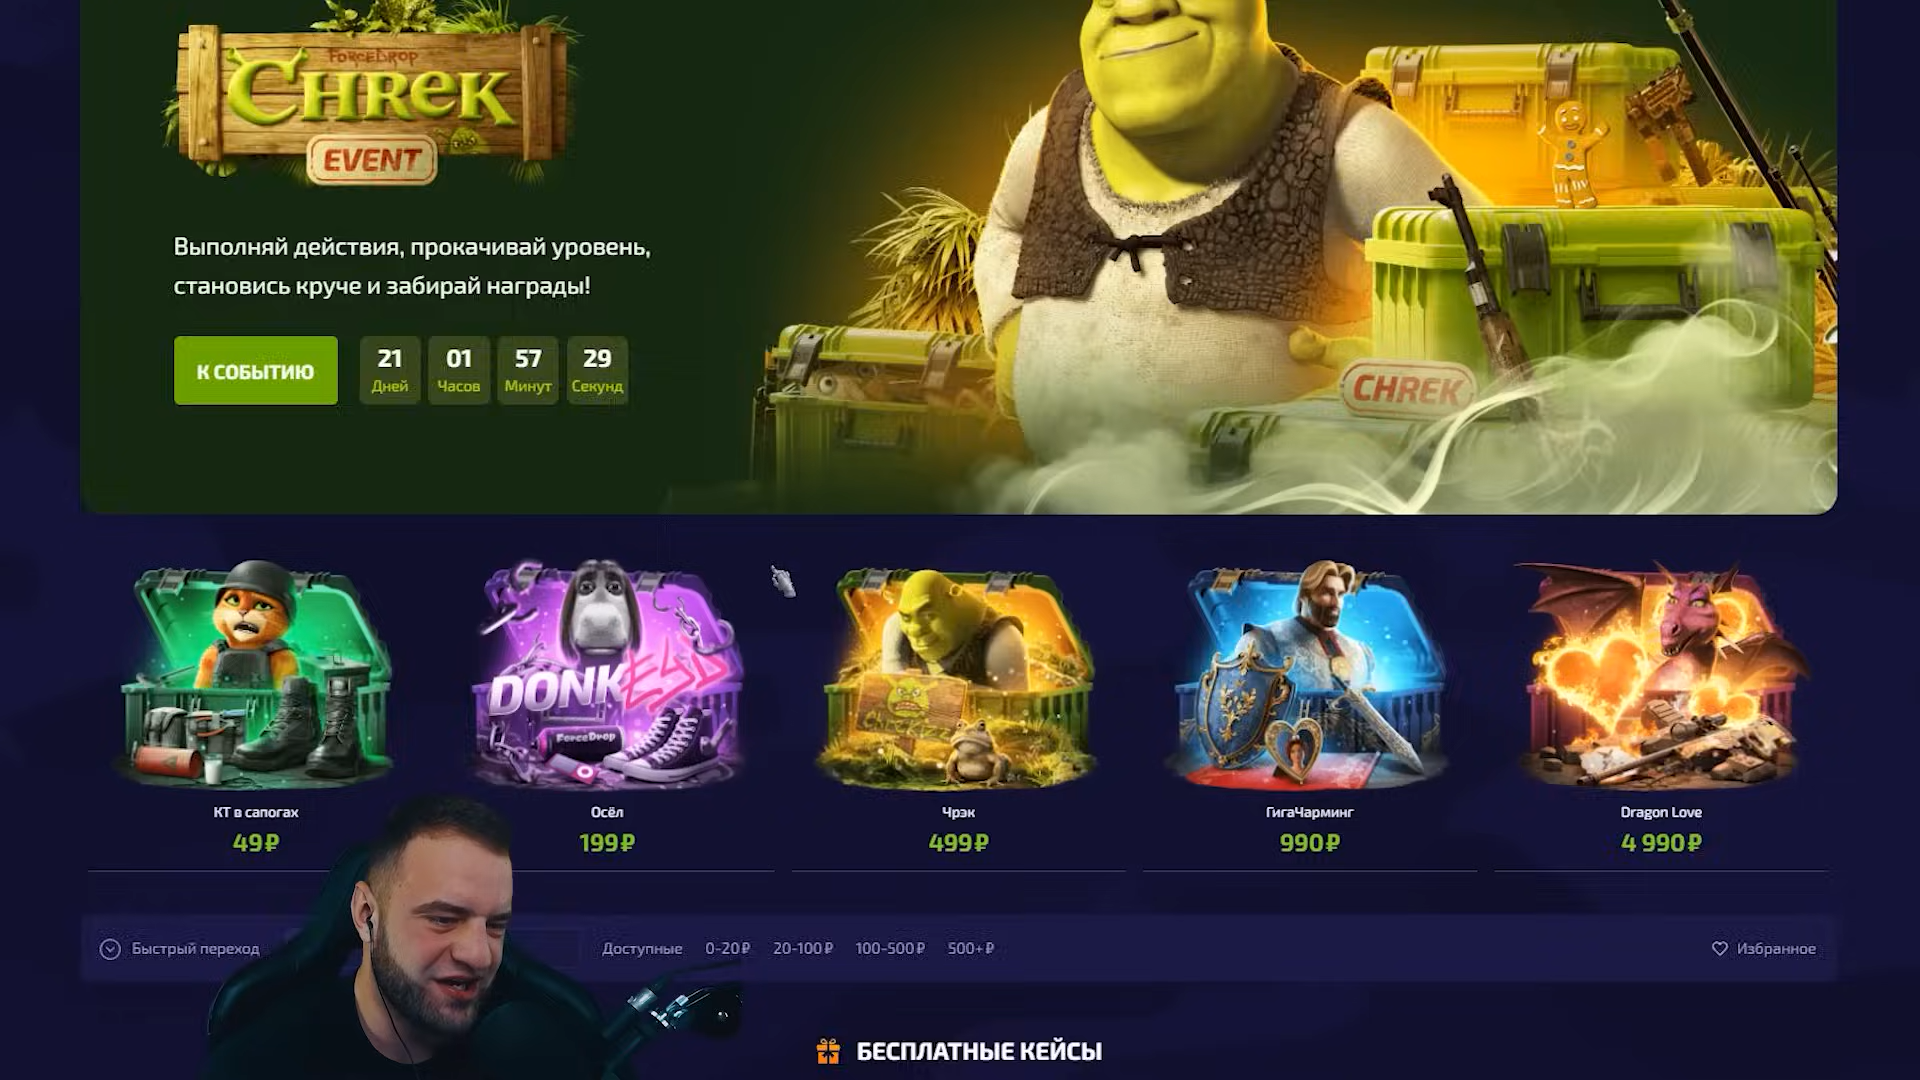 FORCEDROP
CHREK
EVENT
Выполняй действия, прокачивай уровень,
становись круче и забирай награды!
К СОБЫТИЮ
21 01 57 29
Дней Часов Минут Секунд
CHREK
DONK
ESD
ForceDrop
КТ в сапогах
49₽
Осёл
199₽
Чрэк
499₽
ГигаЧарминг
990₽
Dragon Love
4 990₽
Быстрый переход
Доступные 0-20₽ 20-100₽ 100-500₽ 500+₽
Избранное
БЕСПЛАТНЫЕ КЕЙСЫ